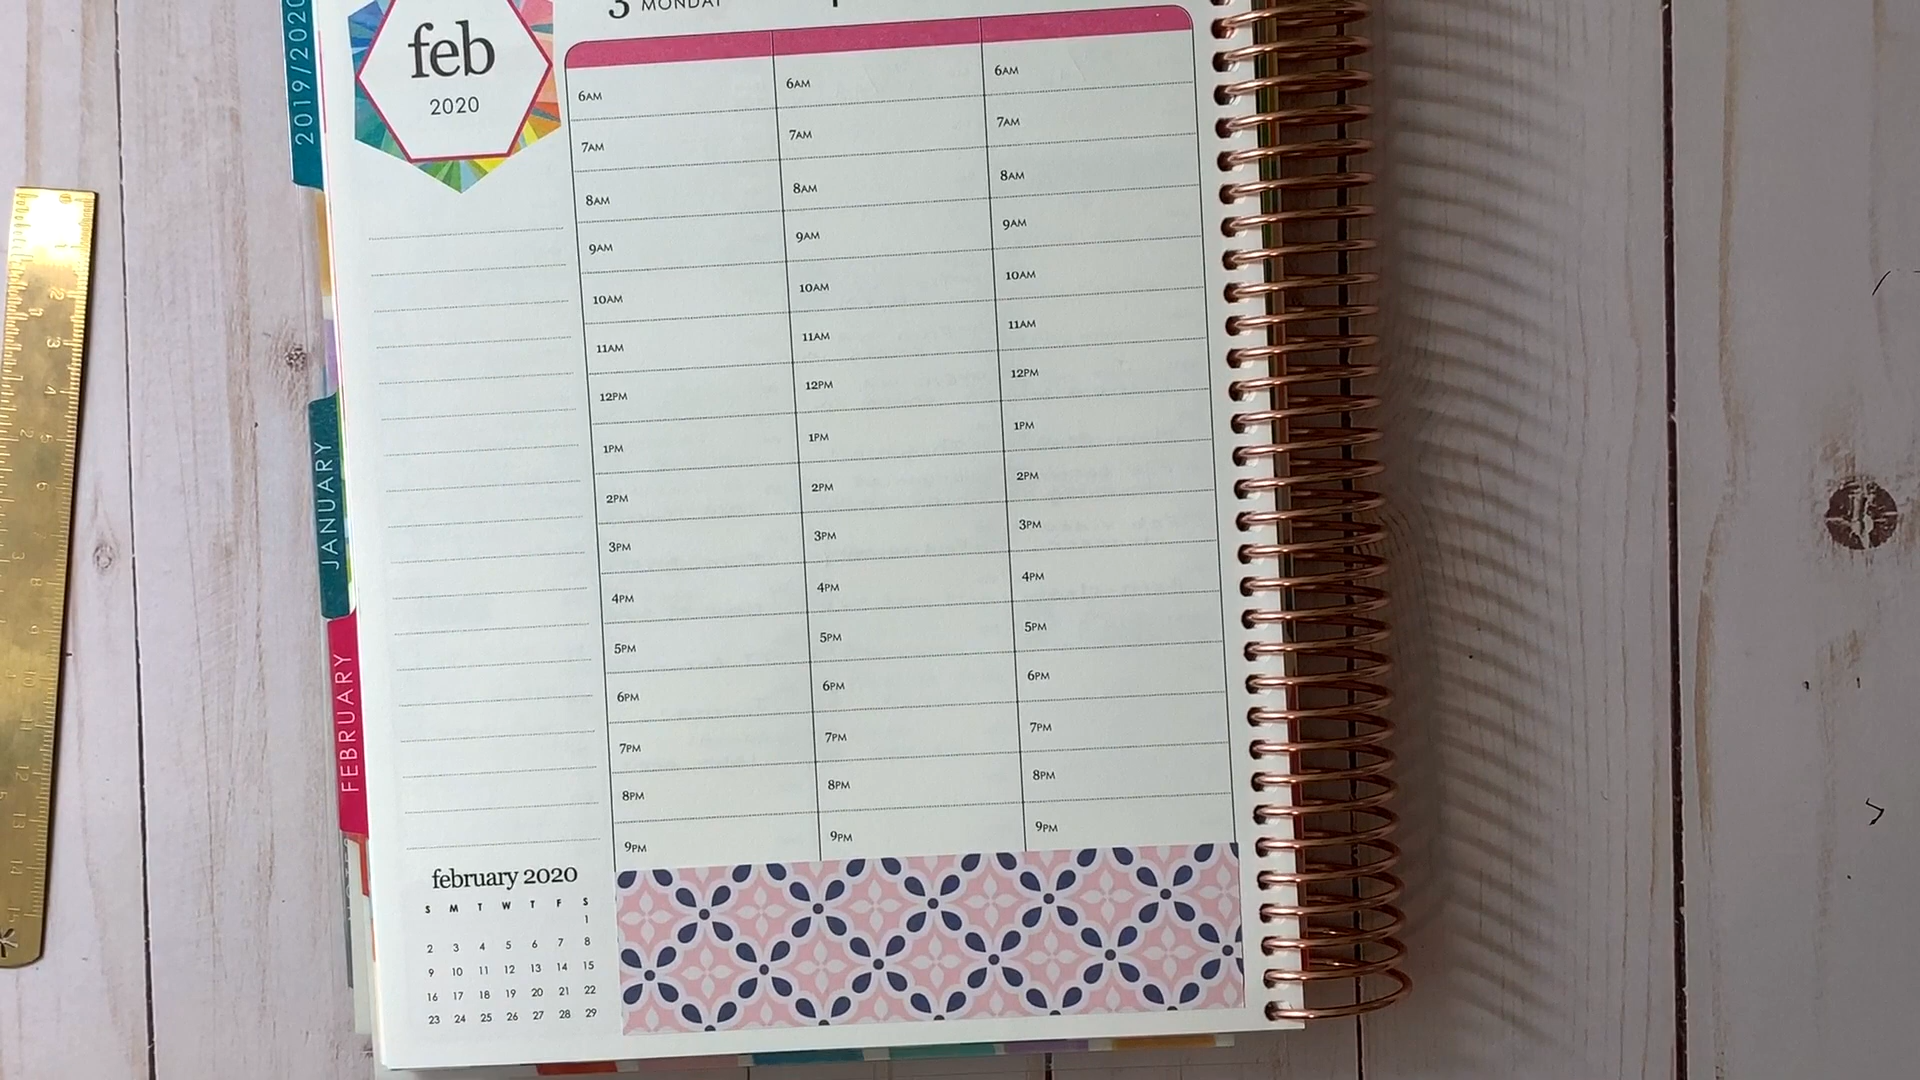 3 MONDAY
feb
2020
6AM
7AM
8AM
9AM
10AM
11AM
12PM
1PM
2PM
3PM
4PM
5PM
6PM
7PM
8PM
9PM
6AM
7AM
8AM
9AM
10AM
11AM
12PM
1PM
2PM
3PM
4PM
5PM
6PM
7PM
8PM
9PM
6AM
7AM
8AM
9AM
10AM
11AM
12PM
1PM
2PM
3PM
4PM
5PM
6PM
7PM
8PM
9PM
2019/2020
JANUARY
FEBRUARY
february 2020
S M T W T F S
1
2 3 4 5 6 7 8
9 10 11 12 13 14 15
16 17 18 19 20 21 22
23 24 25 26 27 28 29